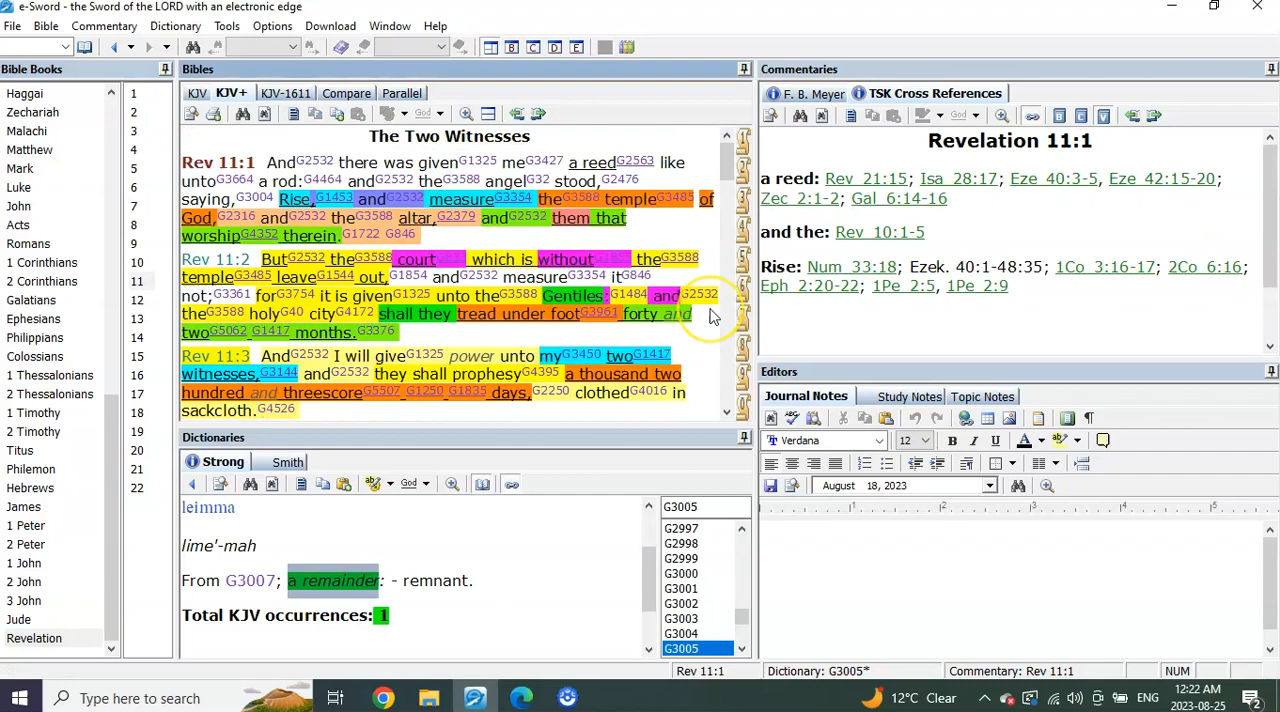 e-Sword - the Sword of the LORD with an electronic edge
File Bible Commentary Dictionary Tools Options Download Window Help
B C D E
Bible Books
Haggai
Zechariah
Malachi
Matthew
Mark
Luke
John
Acts
Romans
1 Corinthians
2 Corinthians
Galatians
Ephesians
Philippians
Colossians
1 Thessalonians
2 Thessalonians
1 Timothy
2 Timothy
Titus
Philemon
Hebrews
James
1 Peter
2 Peter
1 John
2 John
3 John
Jude
Revelation
1
2
3
4
5
6
7
8
9
10
11
12
13
14
15
16
17
18
19
20
21
22
Bibles
KJV KJV+ KJV-1611 Compare Parallel
God
The Two Witnesses
Rev 11:1 AndG2532 there was givenG1325 meG3427 a reedG2563 like
untoG3664 a rod:G4464 andG2532 theG3588 angelG32 stood,G2476
saying,G3004 Rise,G1453 andG2532 measureG3354 theG3588 templeG3485 of
God,G2316 andG2532 theG3588 altar,G2379 andG2532 them that
worshipG4352 therein.G1722 G846
Rev 11:2 ButG2532 theG3588 court which is without theG3588
templeG3485 leaveG1544 out,G1854 andG2532 measureG3354 itG846
not;G3361 forG3754 it is givenG1325 unto theG3588 Gentiles:G1484 andG2532
theG3588 holyG40 cityG4172 shall they tread under footG3961 forty and
twoG5062 G1417 months.G3376
Rev 11:3 AndG2532 I will giveG1325 power unto myG3450 twoG1417
witnesses,G3144 andG2532 they shall prophesyG4395 a thousand two
hundred and threescoreG5507 G1250 G1835 days,G2250 clothedG4016 in
sackcloth.G4526
Dictionaries
Strong Smith
God
leimma
lime'-mah
From G3007; a remainder: - remnant.
Total KJV occurrences: 1
G3005
G2997
G2998
G2999
G3000
G3001
G3002
G3003
G3004
G3005
Commentaries
F. B. Meyer TSK Cross References
God B C V
Revelation 11:1
a reed: Rev 21:15; Isa 28:17; Eze 40:3-5, Eze 42:15-20;
Zec 2:1-2; Gal 6:14-16
and the: Rev 10:1-5
Rise: Num 33:18; Ezek. 40:1-48:35; 1Co 3:16-17; 2Co 6:16;
Eph 2:20-22; 1Pe 2:5, 1Pe 2:9
Editors
Journal Notes Study Notes Topic Notes
Verdana 12 B I U A
August 18, 2023
1 2 3 4 5
Rev 11:1 Dictionary: G3005* Commentary: Rev 11:1 NUM
Type here to search
12°C Clear ENG 12:22 AM
2023-08-25
2